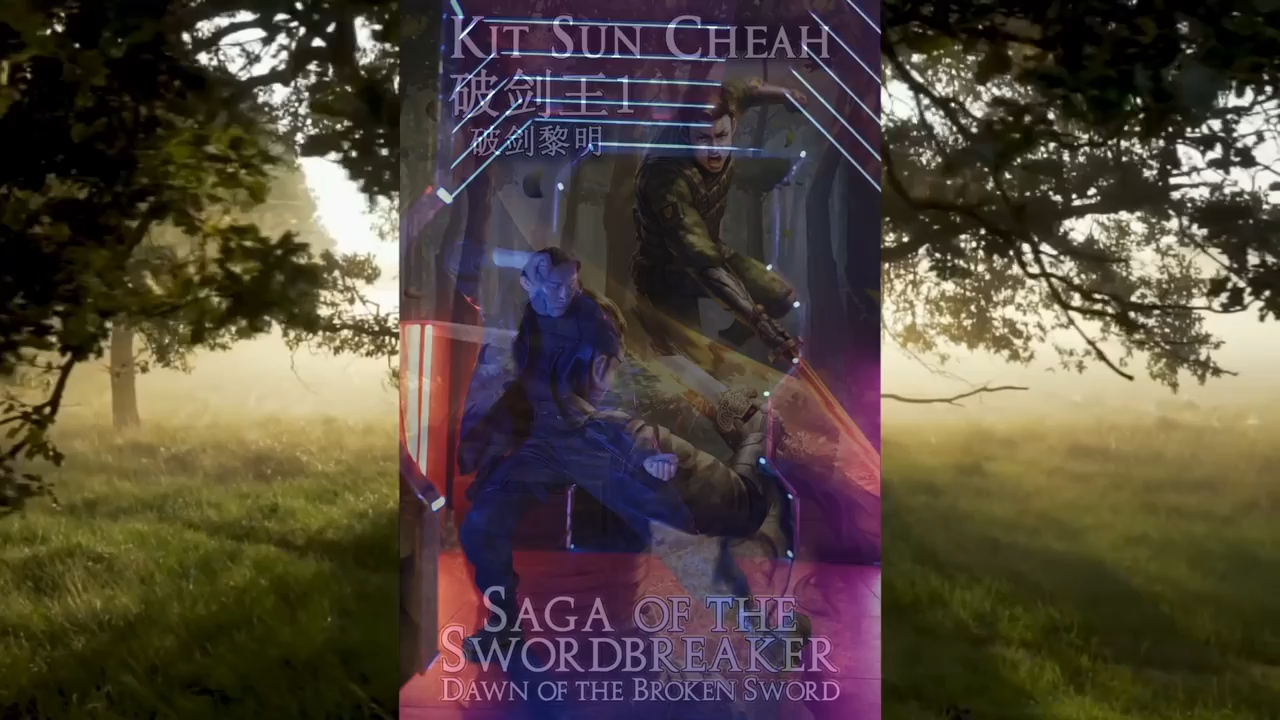 Kit Sun Cheah
破剑王1
破剑黎明
Saga of the
Swordbreaker
Dawn of the Broken Sword